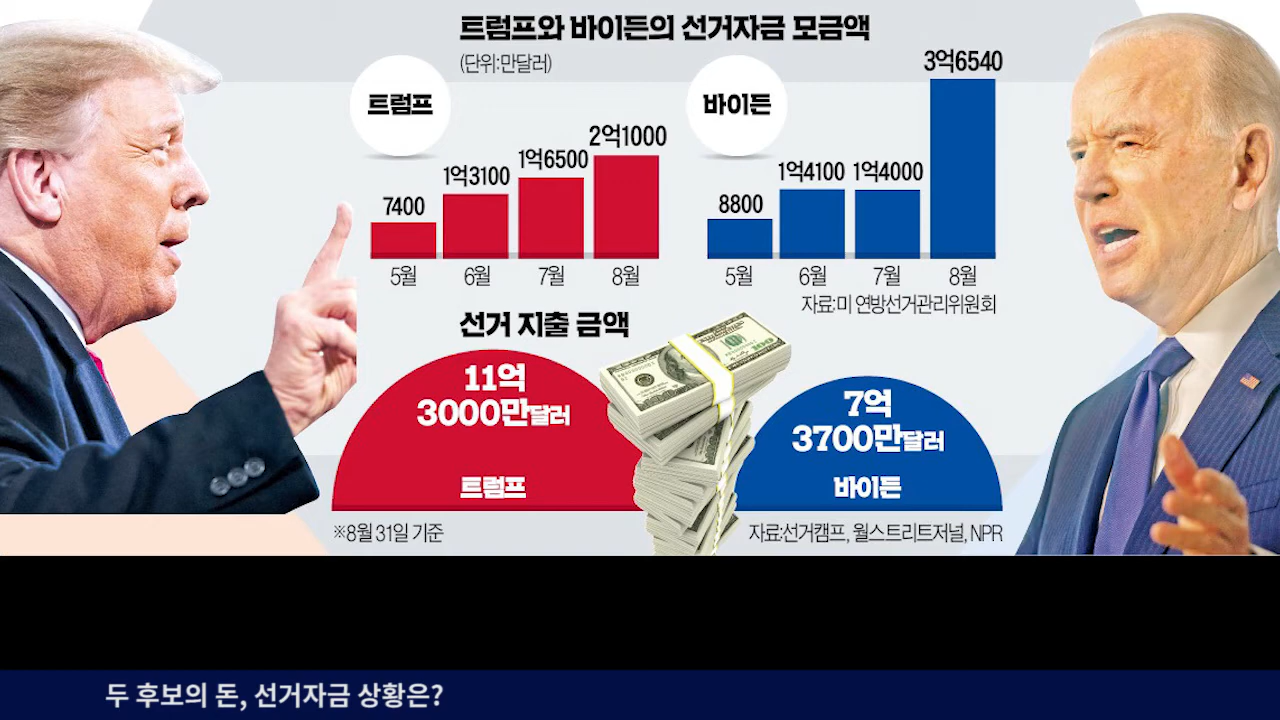 트럼프와 바이든의 선거자금 모금액
(단위:만달러)
트럼프
7400
1억3100
1억6500
2억1000
5월
6월
7월
8월
바이든
8800
1억4100
1억4000
3억6540
5월
6월
7월
8월
자료:미 연방선거관리위원회
선거 지출 금액
11억
3000만달러
트럼프
7억
3700만달러
바이든
※8월 31일 기준
자료:선거캠프, 월스트리트저널, NPR
두 후보의 돈, 선거자금 상황은?